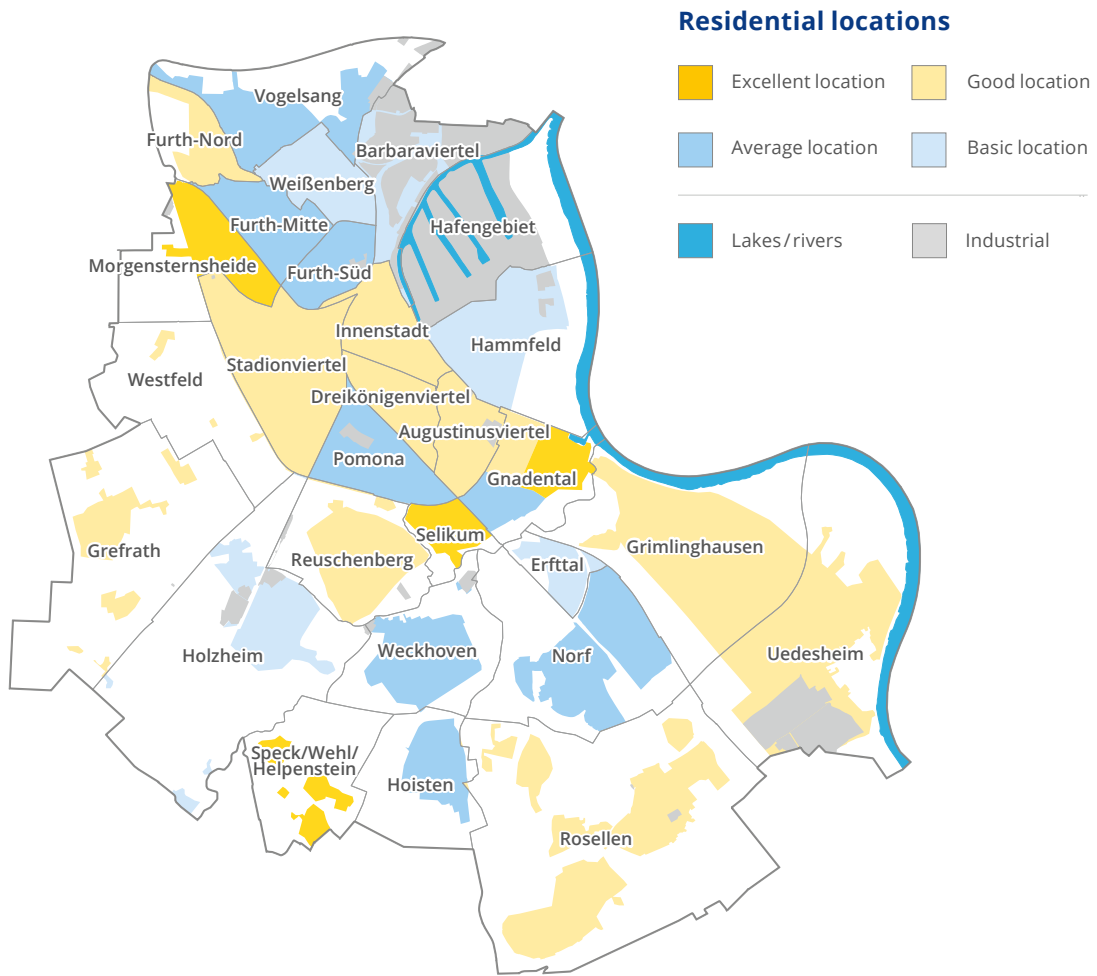 Residential locations
Excellent location
Good location
Average location
Basic location
Lakes/rivers
Industrial
Vogelsang
Furth-Nord
Barbaraviertel
Weißenberg
Furth-Mitte
Hafengebiet
Morgensternsheide
Furth-Süd
Innenstadt
Hammfeld
Stadionviertel
Westfeld
Dreikönigenviertel
Augustinusviertel
Pomona
Gnadental
Selikum
Grimlinghausen
Grefrath
Reuschenberg
Erfttal
Holzheim
Weckhoven
Norf
Uedesheim
Speck/Wehl/
Helpenstein
Hoisten
Rosellen